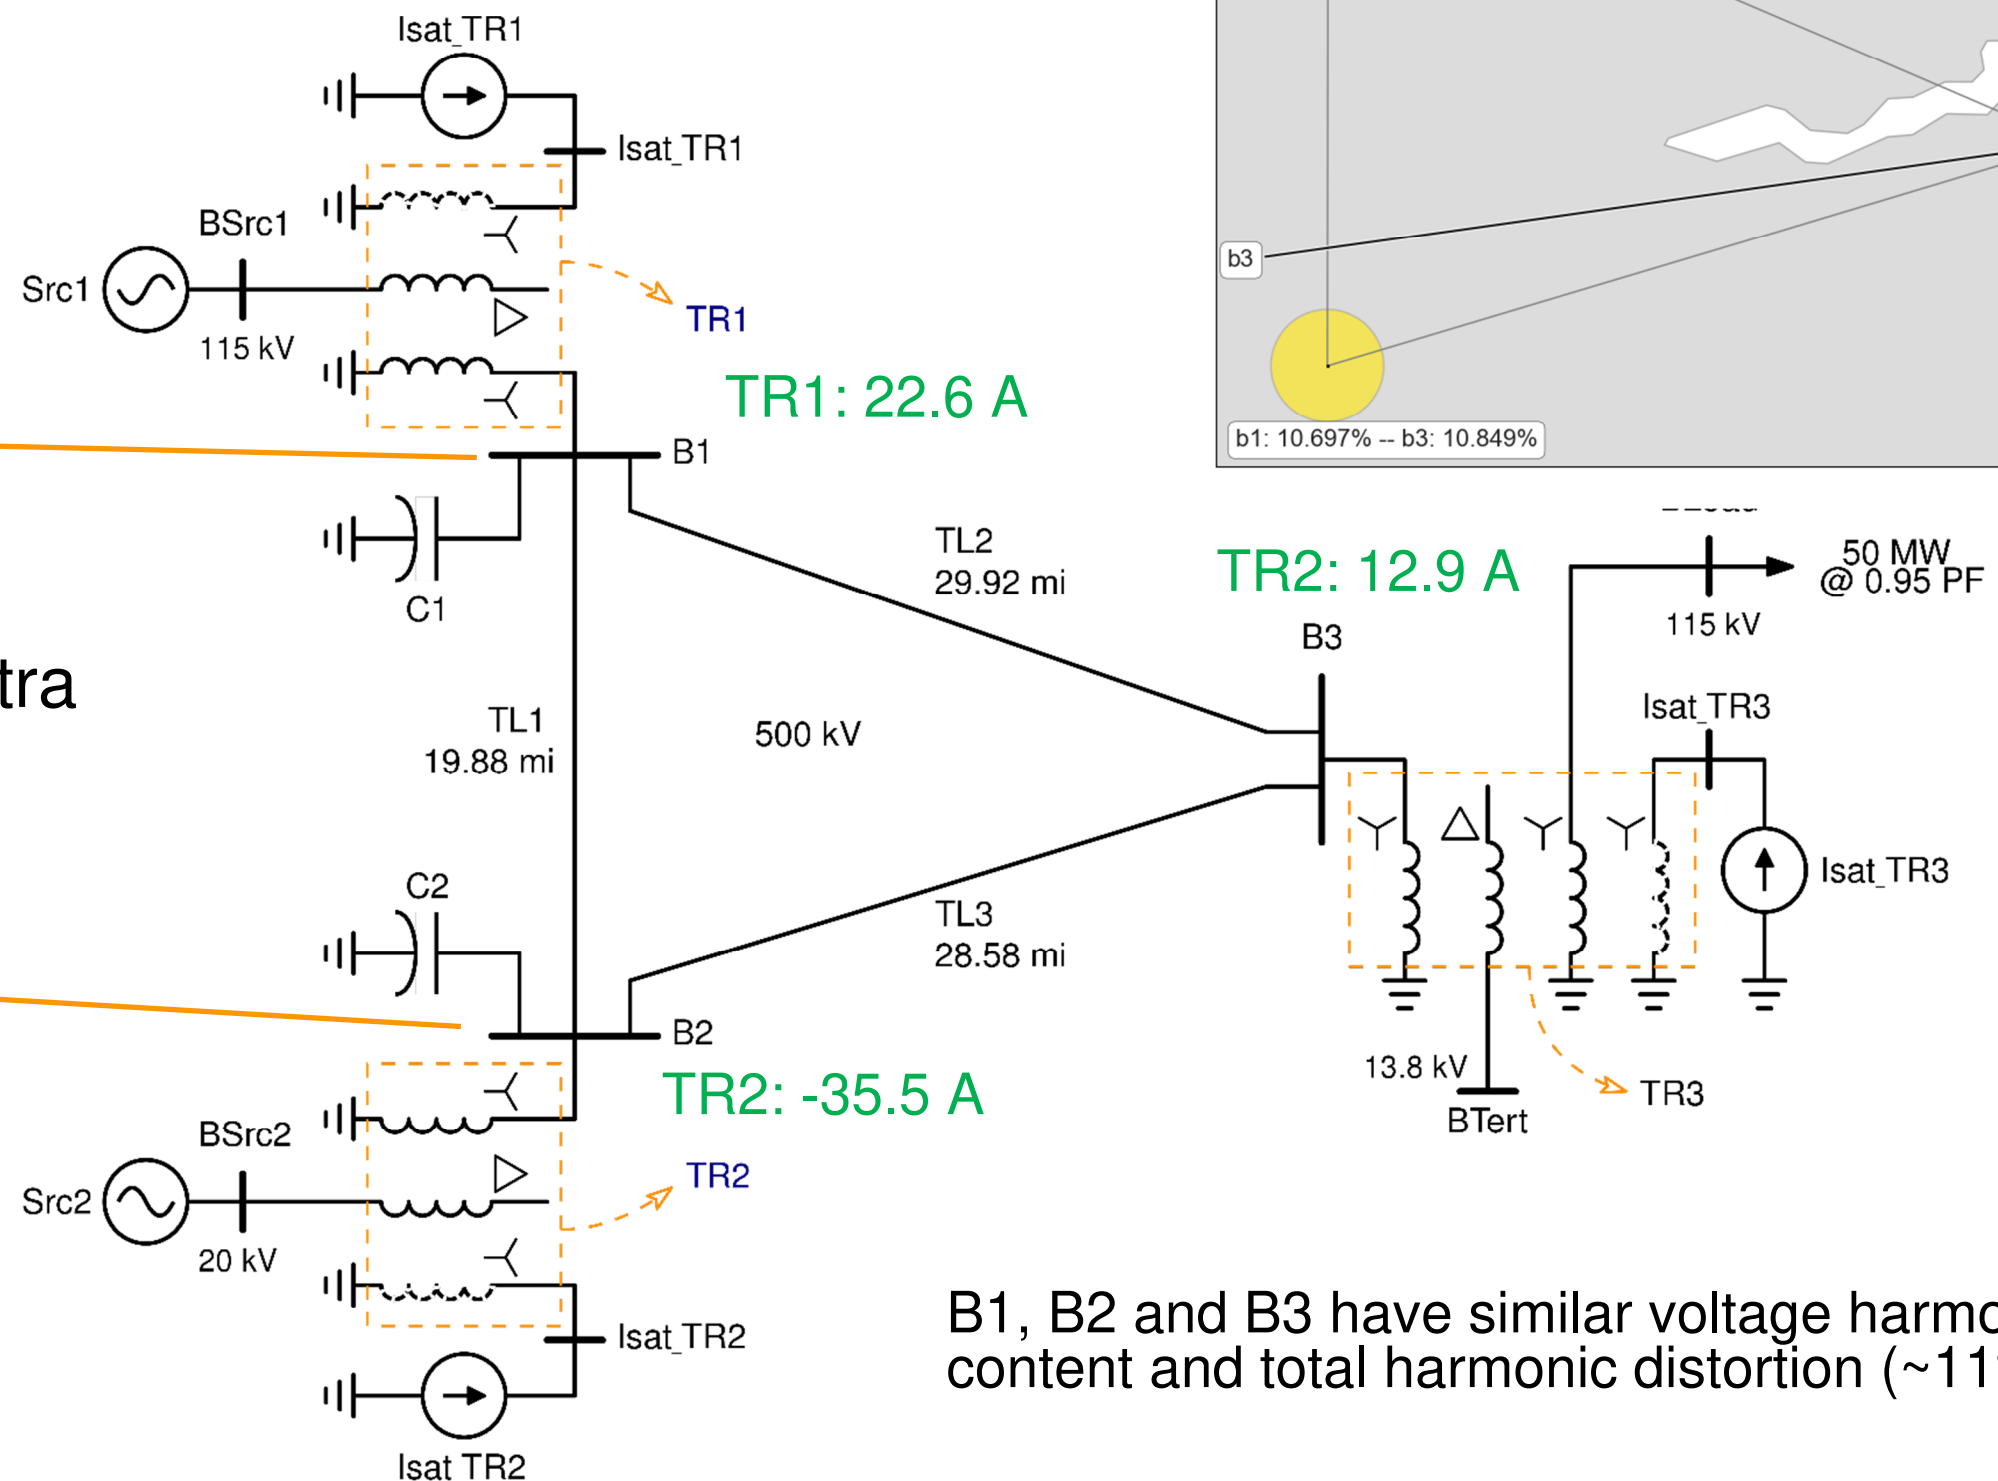 Isat_TR1
Isat_TR1
BSrc1
Src1
115 kV
TR1
TR1: 22.6 A
B1
C1
b3
b1: 10.697% -- b3: 10.849%
TL2
29.92 mi
TR2: 12.9 A
50 MW
@ 0.95 PF
115 kV
B3
TL1
19.88 mi
500 kV
Isat_TR3
Isat_TR3
C2
TL3
28.58 mi
B2
TR2: -35.5 A
13.8 kV
BTert
TR3
BSrc2
Src2
20 kV
TR2
Isat_TR2
Isat TR2
B1, B2 and B3 have similar voltage
content and total harmonic distortion (~11